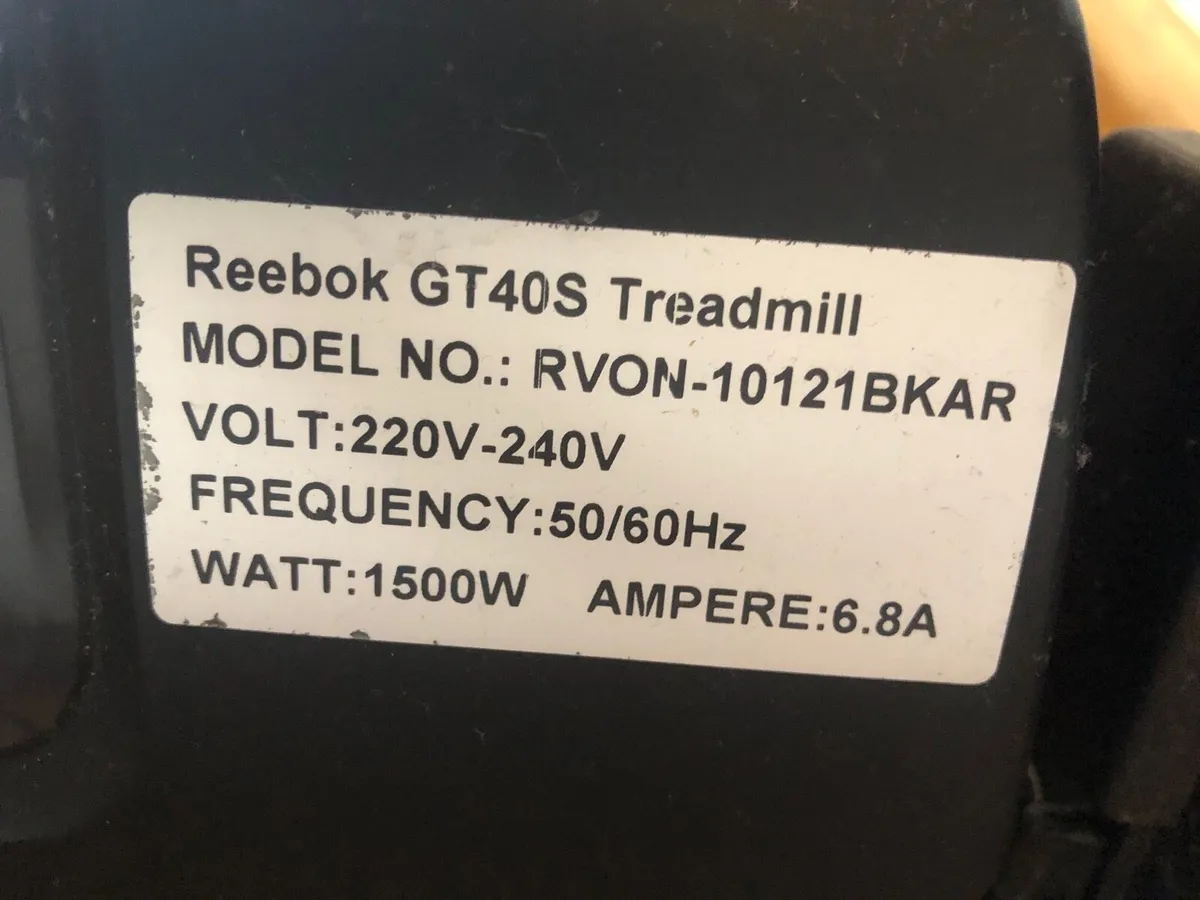 Reebok GT40S Treadmill
MODEL NO.: RVON-10121BKAR
VOLT:220V-240V
FREQUENCY:50/60Hz
WATT:1500W AMPERE:6.8A